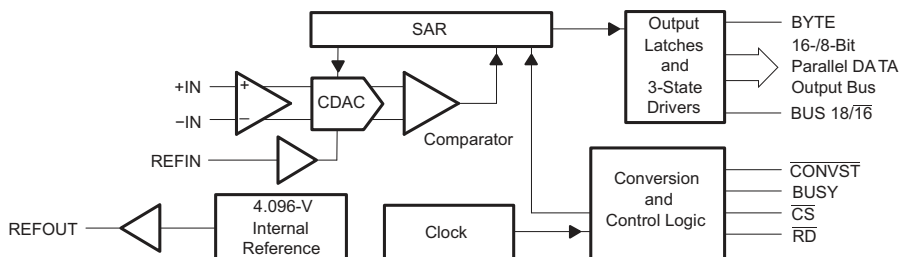 SAR
Output
Latches
and
3-State
Drivers
BYTE
16-/8-Bit
Parallel DATA
Output Bus
BUS 18/16
+IN
−IN
+
−
CDAC
Comparator
REFIN
REFOUT
4.096-V
Internal
Reference
Clock
Conversion
and
Control Logic
CONVST
BUSY
CS
RD